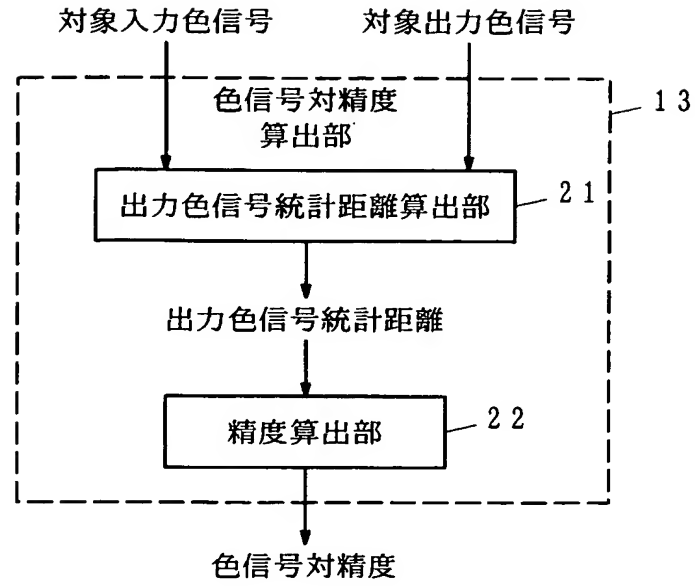 対象入力色信号 対象出力色信号
色信号対精度
算出部
13
出力色信号統計距離算出部
21
出力色信号統計距離
精度算出部
22
色信号対精度